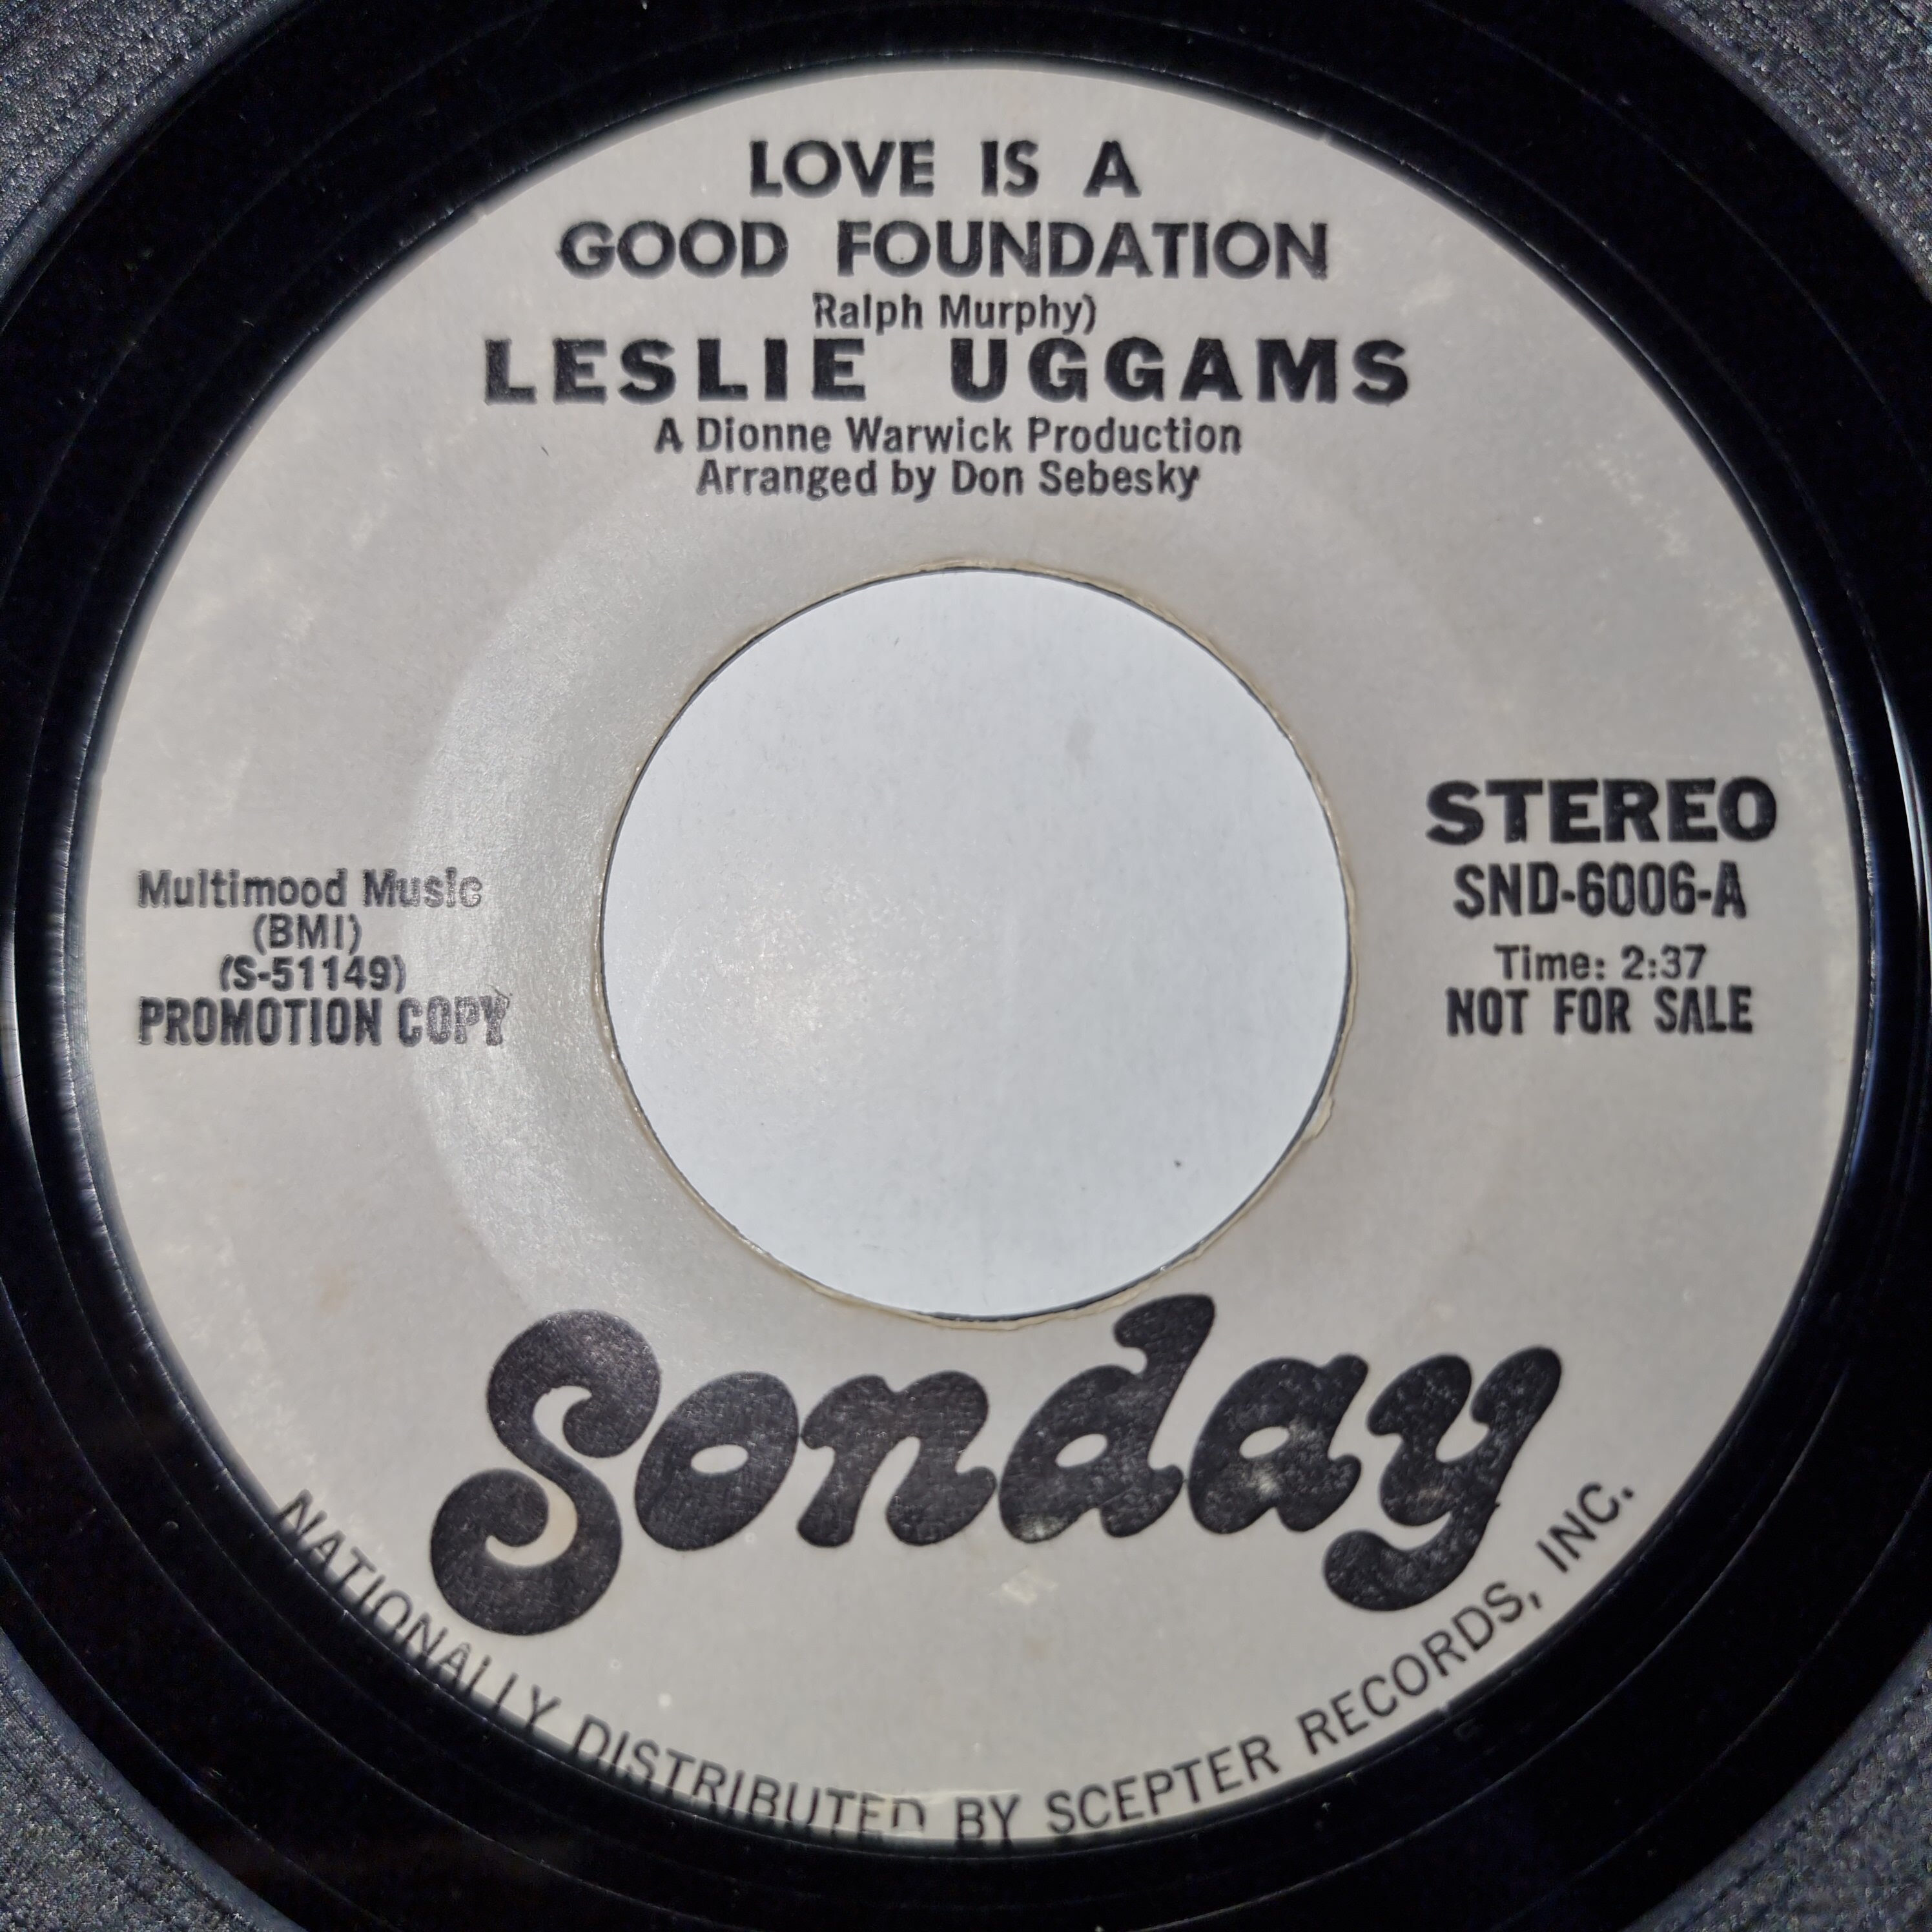 LOVE IS A
GOOD FOUNDATION
Ralph Murphy)
LESLIE UGGAMS
A Dionne Warwick Production
Arranged by Don Sebesky
Multimood Music
(BMI)
(S-51149)
PROMOTION COPY
STEREO
SND-6006-A
Time: 2:37
NOT FOR SALE
Sonday
NATIONALLY DISTRIBUTED BY SCEPTER RECORDS, INC.